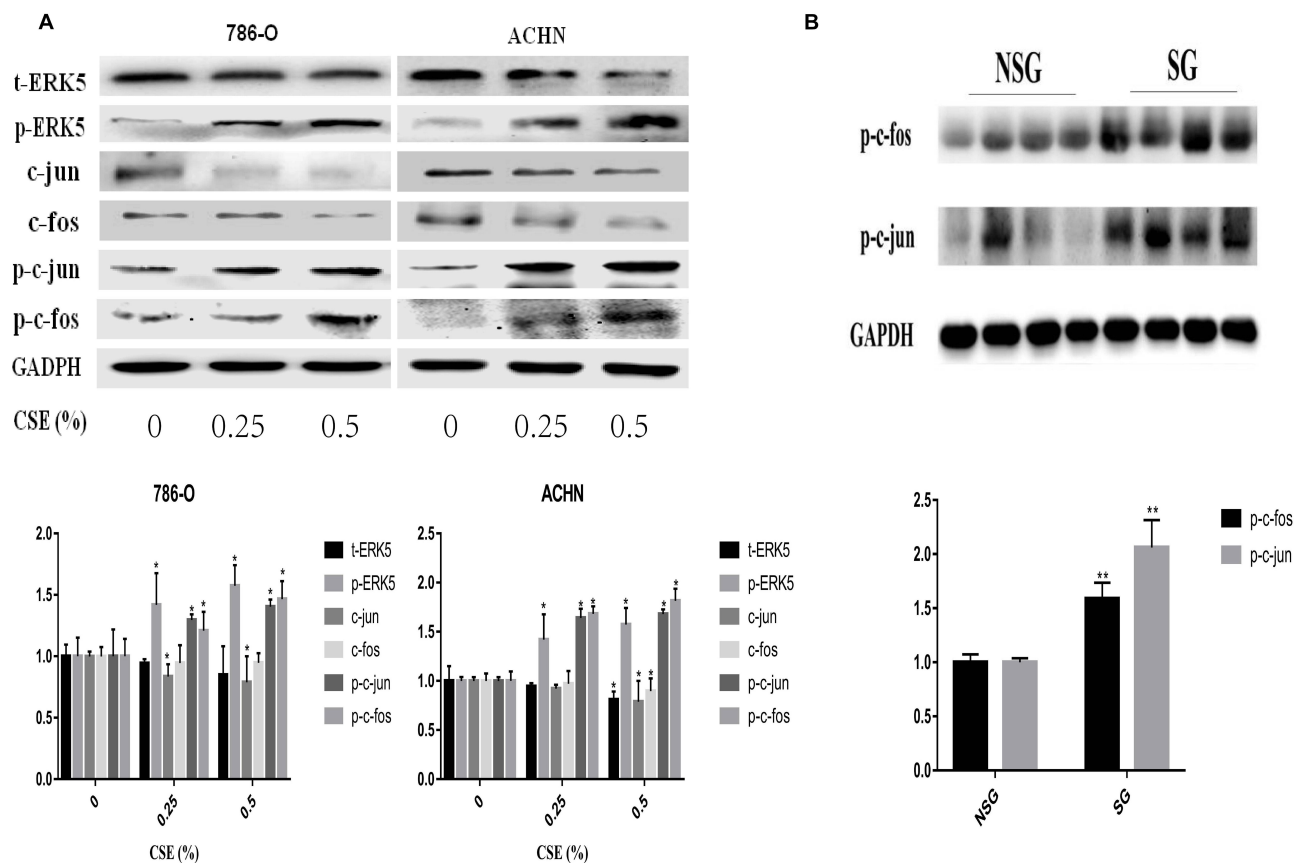 A
786-O
ACHN
t-ERK5
p-ERK5
c-jun
c-fos
p-c-jun
p-c-fos
GADPH
CSE (%)
0 0.25 0.5 0 0.25 0.5
B
NSG SG
p-c-fos
p-c-jun
GAPDH
786-O
2.0
1.5
1.0
0.5
0.0
* * * * * * * *
0 0.25 0.5
CSE (%)
t-ERK5
p-ERK5
c-jun
c-fos
p-c-jun
p-c-fos
ACHN
2.5
2.0
1.5
1.0
0.5
0.0
* * * * * * * * *
0 0.25 0.5
CSE (%)
t-ERK5
p-ERK5
c-jun
c-fos
p-c-jun
p-c-fos
2.5
2.0
1.5
1.0
0.5
0.0
** **
NSG SG
p-c-fos
p-c-jun